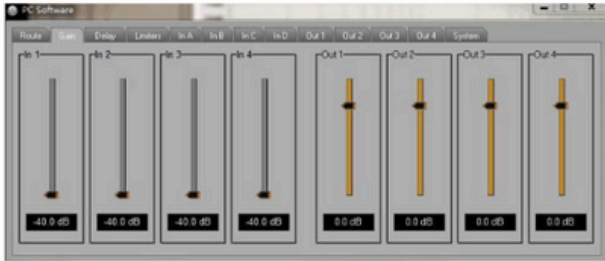 PC Software
Route Gain Delay Limiters In A In B In C In D Out 1 Out 2 Out 3 Out 4 System
In 1 In 2 In 3 In 4 Out 1 Out 2 Out 3 Out 4
-40.0 dB -40.0 dB -40.0 dB -40.0 dB 0.0 dB 0.0 dB 0.0 dB 0.0 dB